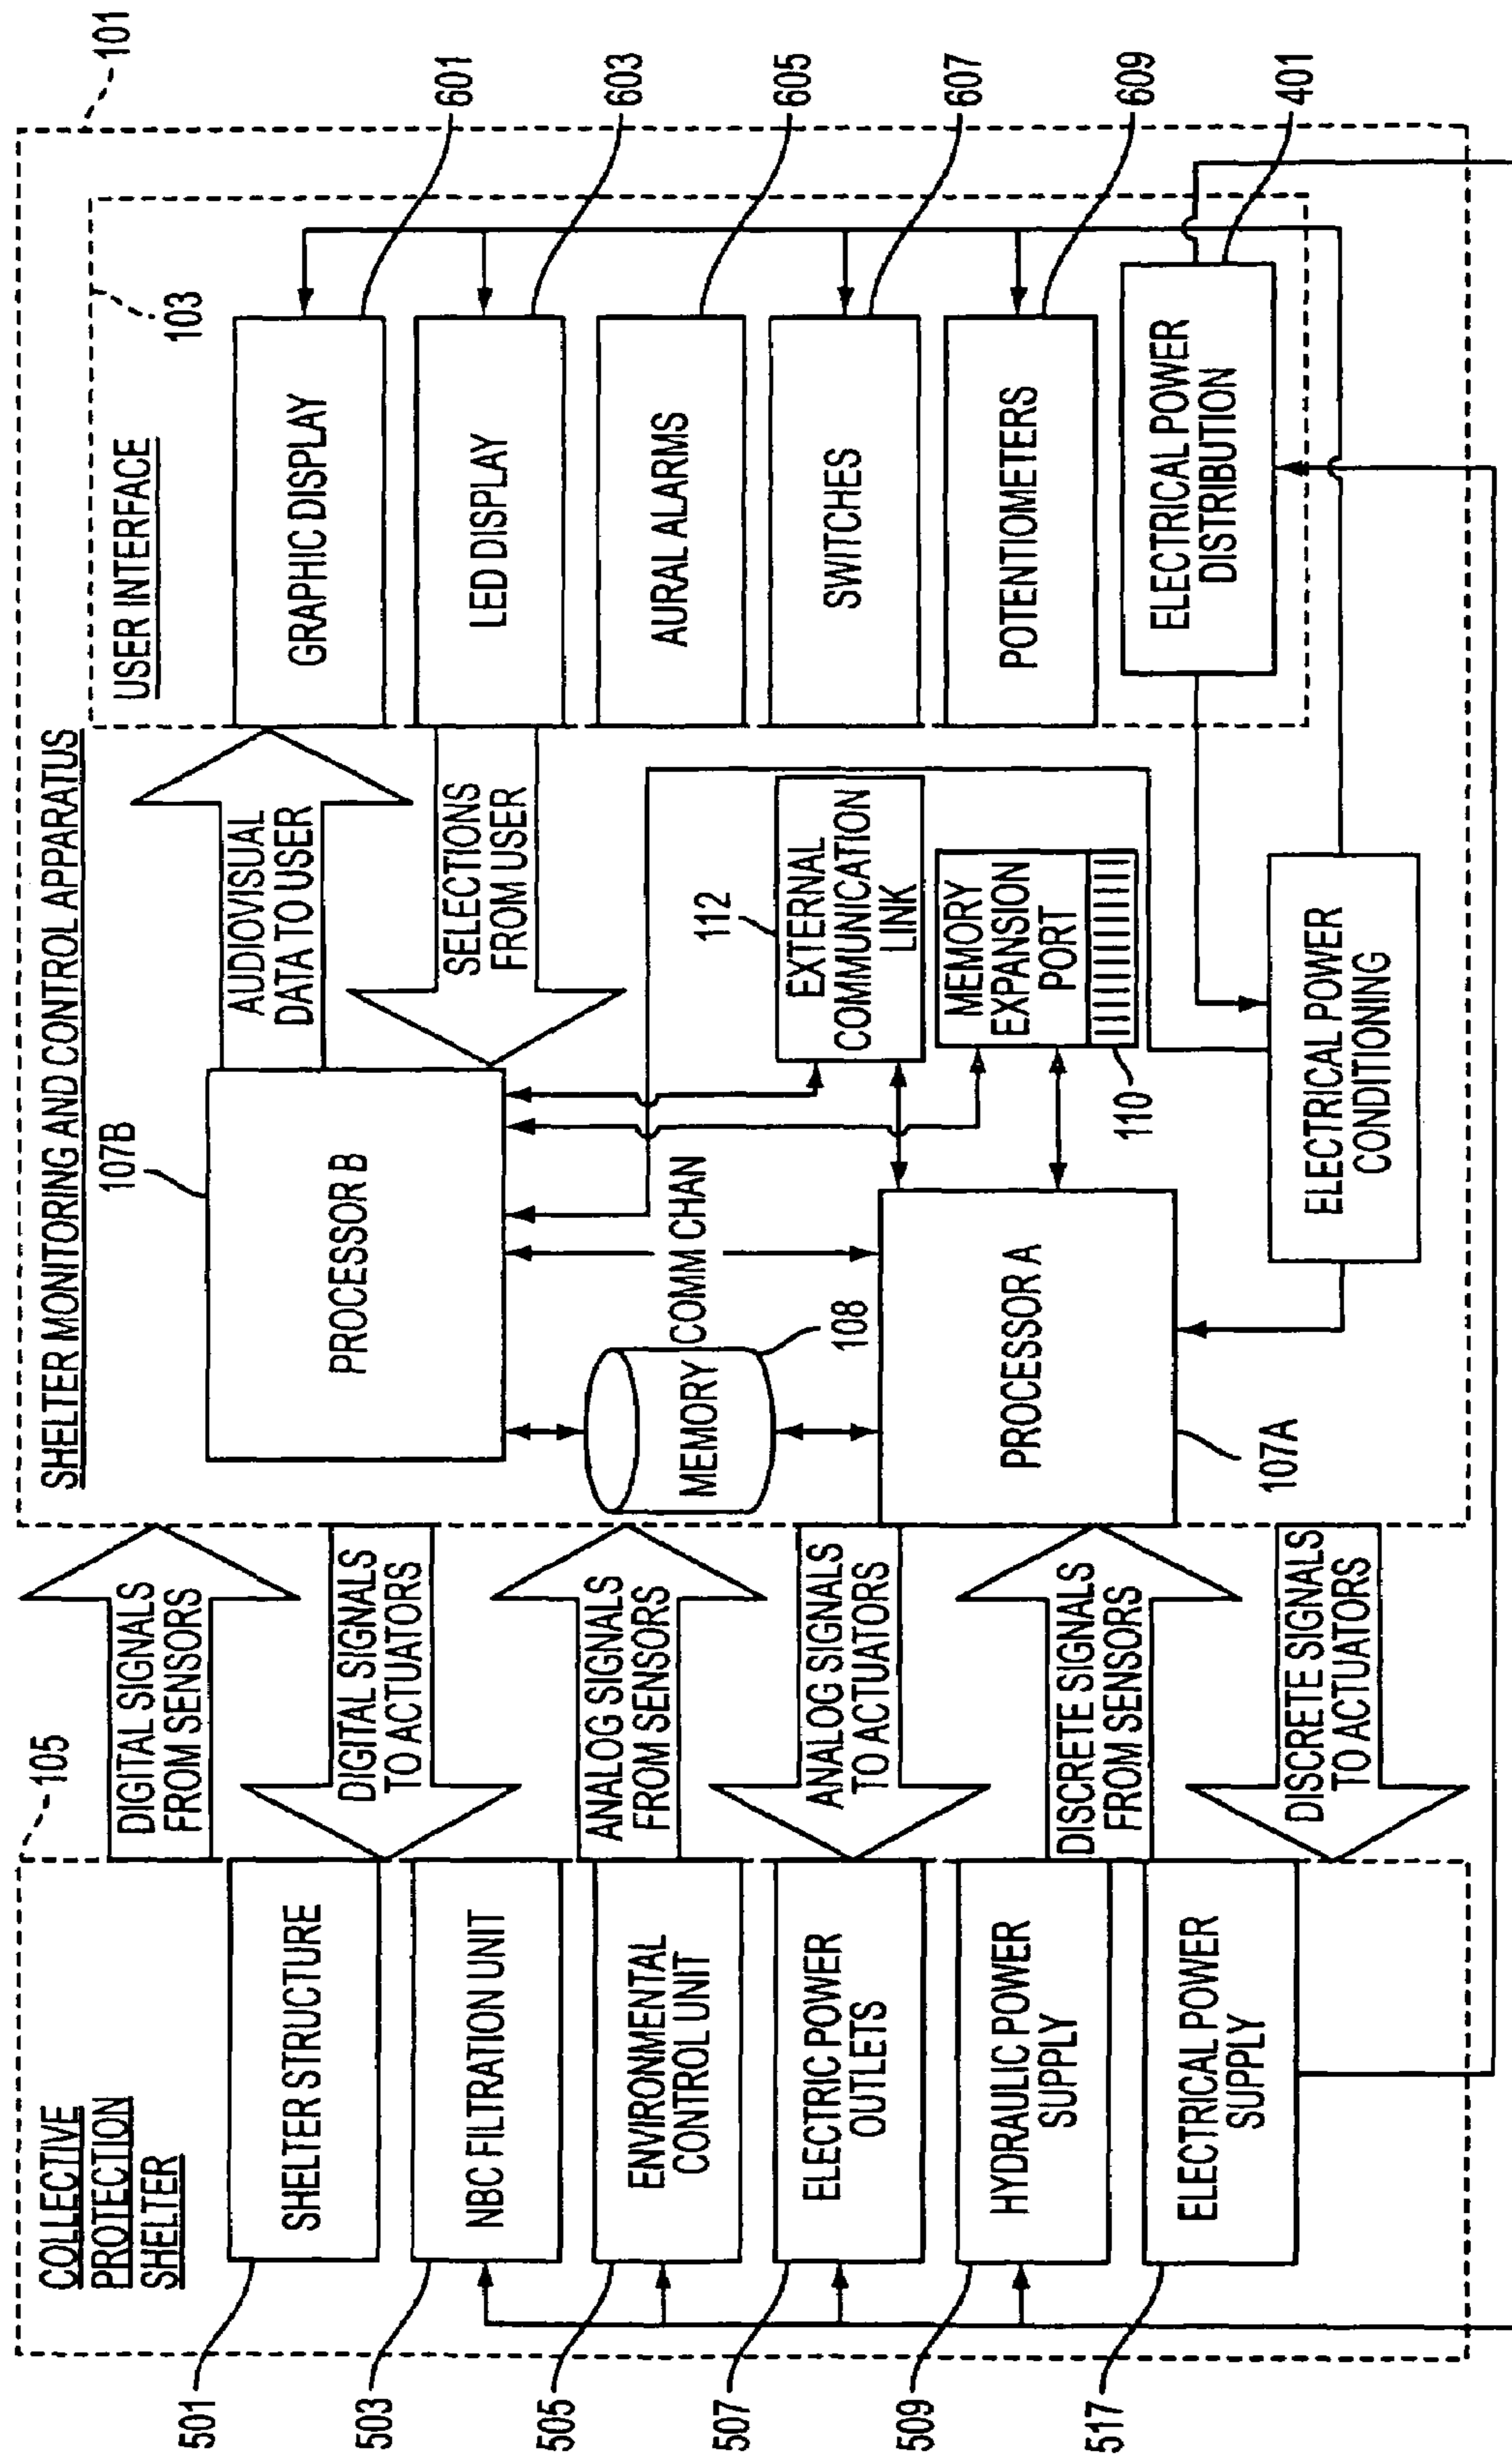 COLLECTIVE
PROTECTION
SHELTER
105
501
SHELTER STRUCTURE
503
NBC FILTRATION UNIT
505
ENVIRONMENTAL
CONTROL UNIT
507
ELECTRIC POWER
OUTLETS
509
HYDRAULIC POWER
SUPPLY
517
ELECTRICAL POWER
SUPPLY
DIGITAL SIGNALS
FROM SENSORS
DIGITAL SIGNALS
TO ACTUATORS
ANALOG SIGNALS
FROM SENSORS
ANALOG SIGNALS
TO ACTUATORS
DISCRETE SIGNALS
FROM SENSORS
DISCRETE SIGNALS
TO ACTUATORS
SHELTER MONITORING AND CONTROL APPARATUS
101
107B
PROCESSOR B
MEMORY
108
COMM CHAN
PROCESSOR A
107A
AUDIOVISUAL
DATA TO USER
SELECTIONS
FROM USER
112
EXTERNAL
COMMUNICATION
LINK
MEMORY
EXPANSION
PORT
110
ELECTRICAL POWER
CONDITIONING
USER INTERFACE
103
GRAPHIC DISPLAY
601
LED DISPLAY
603
AURAL ALARMS
605
SWITCHES
607
POTENTIOMETERS
609
ELECTRICAL POWER
DISTRIBUTION
401